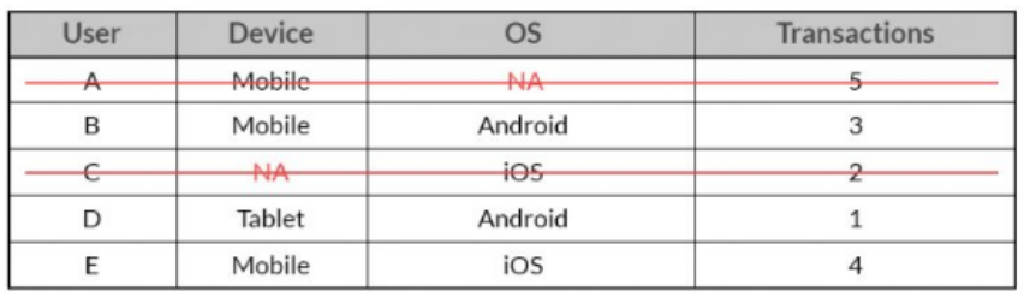 User Device OS Transactions
A Mobile NA 5
B Mobile Android 3
C NA iOS 2
D Tablet Android 1
E Mobile iOS 4